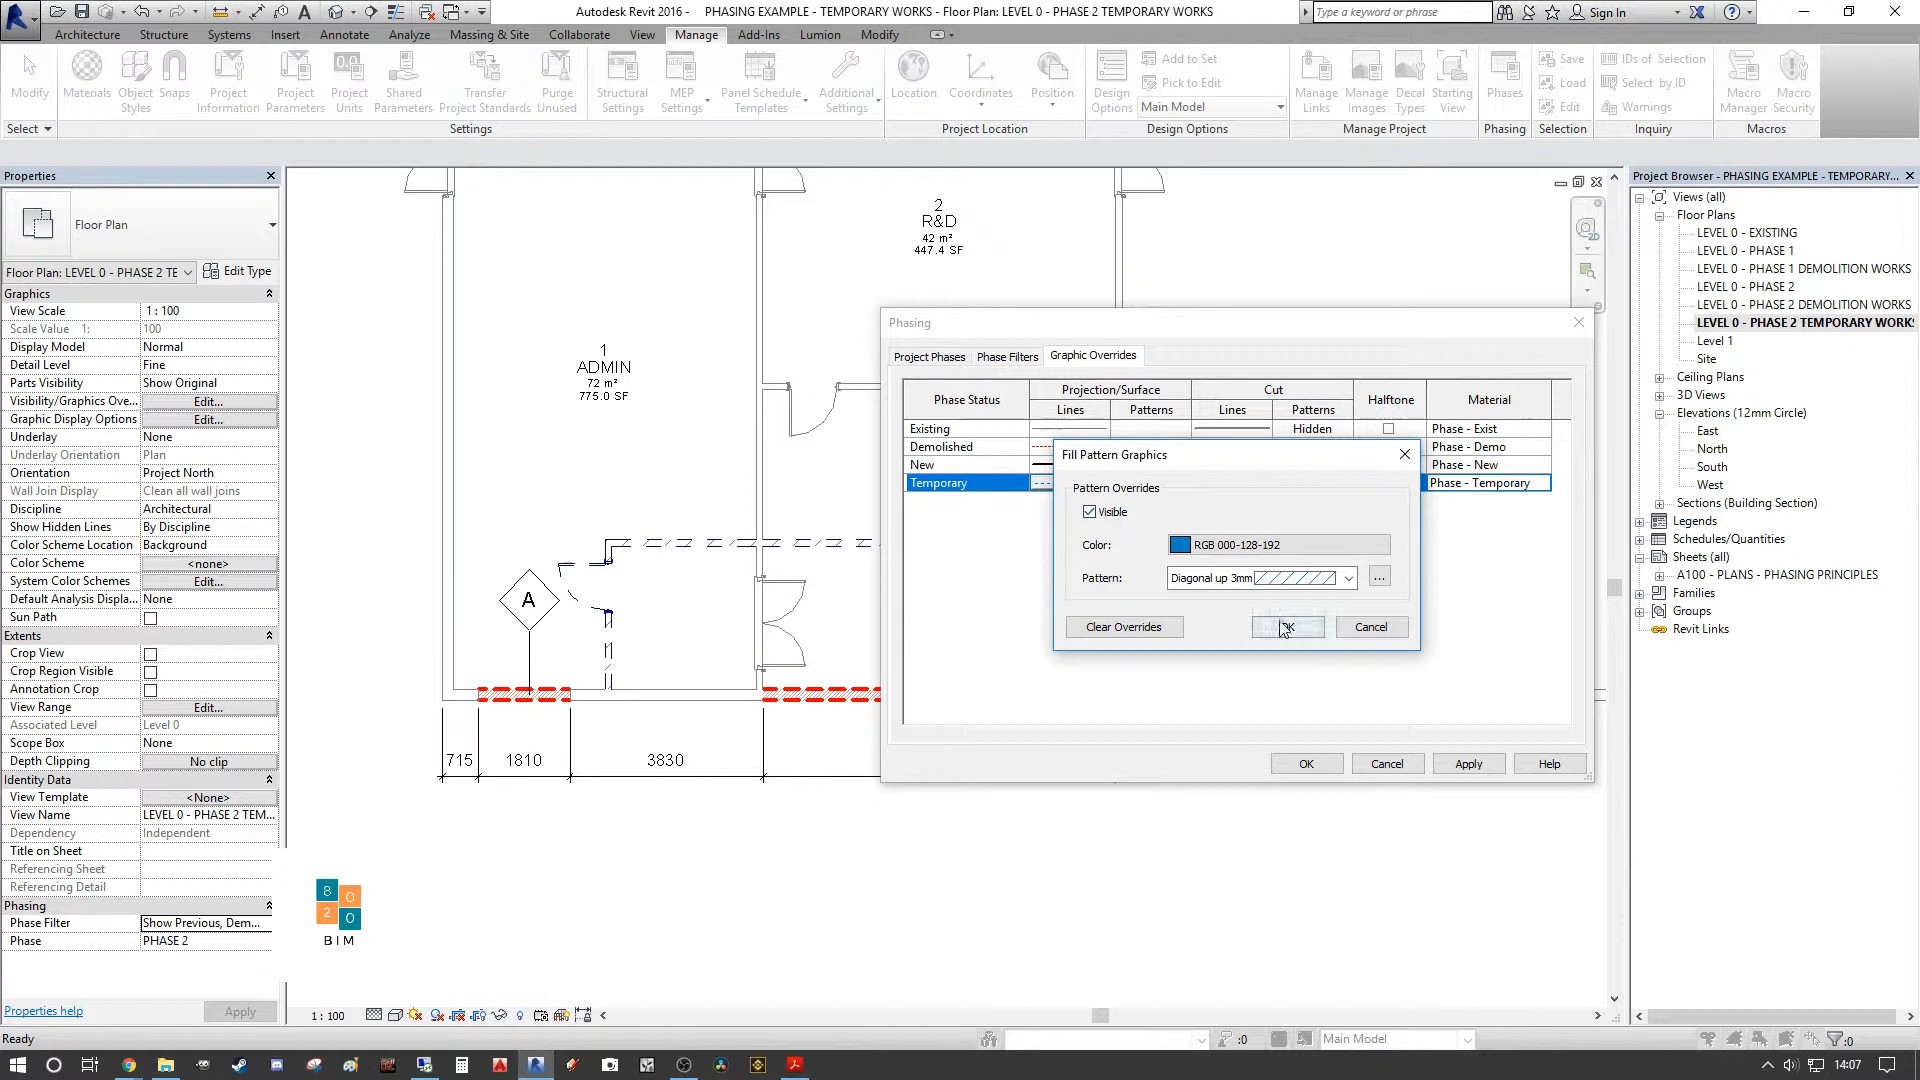 Autodesk Revit 2016 -    PHASING EXAMPLE - TEMPORARY WORKS - Floor Plan: LEVEL 0 - PHASE 2 TEMPORARY WORKS
Type a keyword or phrase
Sign In
Architecture Structure Systems Insert Annotate Analyze Massing & Site Collaborate View Manage Add-Ins Lumion Modify
Modify
Materials
Object Styles
Snaps
Project Information
Project Parameters
Project Units
Shared Parameters
Transfer Project Standards
Purge Unused
Structural Settings
MEP Settings
Panel Schedule Templates
Additional Settings
Location
Coordinates
Position
Design Options
Add to Set
Pick to Edit
Main Model
Manage Links
Manage Images
Decal Types
Starting View
Phases
Save
Load
Edit
IDs of Selection
Select by ID
Warnings
Macro Manager
Macro Security
Select
Settings
Project Location
Design Options
Manage Project
Phasing
Selection
Inquiry
Macros
Properties
Floor Plan
Floor Plan: LEVEL 0 - PHASE 2 TE
Edit Type
Graphics
View Scale 1 : 100
Scale Value 1: 100
Display Model Normal
Detail Level Fine
Parts Visibility Show Original
Visibility/Graphics Ove... Edit...
Graphic Display Options Edit...
Underlay None
Underlay Orientation Plan
Orientation Project North
Wall Join Display Clean all wall joins
Discipline Architectural
Show Hidden Lines By Discipline
Color Scheme Location Background
Color Scheme <none>
System Color Schemes Edit...
Default Analysis Displa... None
Sun Path
Extents
Crop View
Crop Region Visible
Annotation Crop
View Range Edit...
Associated Level Level 0
Scope Box None
Depth Clipping No clip
Identity Data
View Template <None>
View Name LEVEL 0 - PHASE 2 TEM...
Dependency Independent
Title on Sheet
Referencing Sheet
Referencing Detail
Phasing
Phase Filter Show Previous, Dem...
Phase PHASE 2
Properties help
Apply
2
R&D
42 m²
447.4 SF
1
ADMIN
72 m²
775.0 SF
A
715 1810 3830
8 0
2 0
BIM
Phasing
Project Phases Phase Filters Graphic Overrides
Phase Status
Projection/Surface
Cut
Halftone
Material
Lines Patterns Lines Patterns
Existing Hidden Phase - Exist
Demolished Phase - Demo
New Phase - New
Temporary Phase - Temporary
Fill Pattern Graphics
Pattern Overrides
Visible
Color: RGB 000-128-192
Pattern: Diagonal up 3mm
...
Clear Overrides Cancel
OK Cancel Apply Help
Project Browser - PHASING EXAMPLE - TEMPORARY...
Views (all)
Floor Plans
LEVEL 0 - EXISTING
LEVEL 0 - PHASE 1
LEVEL 0 - PHASE 1 DEMOLITION WORKS
LEVEL 0 - PHASE 2
LEVEL 0 - PHASE 2 DEMOLITION WORKS
LEVEL 0 - PHASE 2 TEMPORARY WORKS
Level 1
Site
Ceiling Plans
3D Views
Elevations (12mm Circle)
East
North
South
West
Sections (Building Section)
Legends
Schedules/Quantities
Sheets (all)
A100 - PLANS - PHASING PRINCIPLES
Families
Groups
Revit Links
2D
1 : 100
Ready
:0
Main Model
:0
14:07